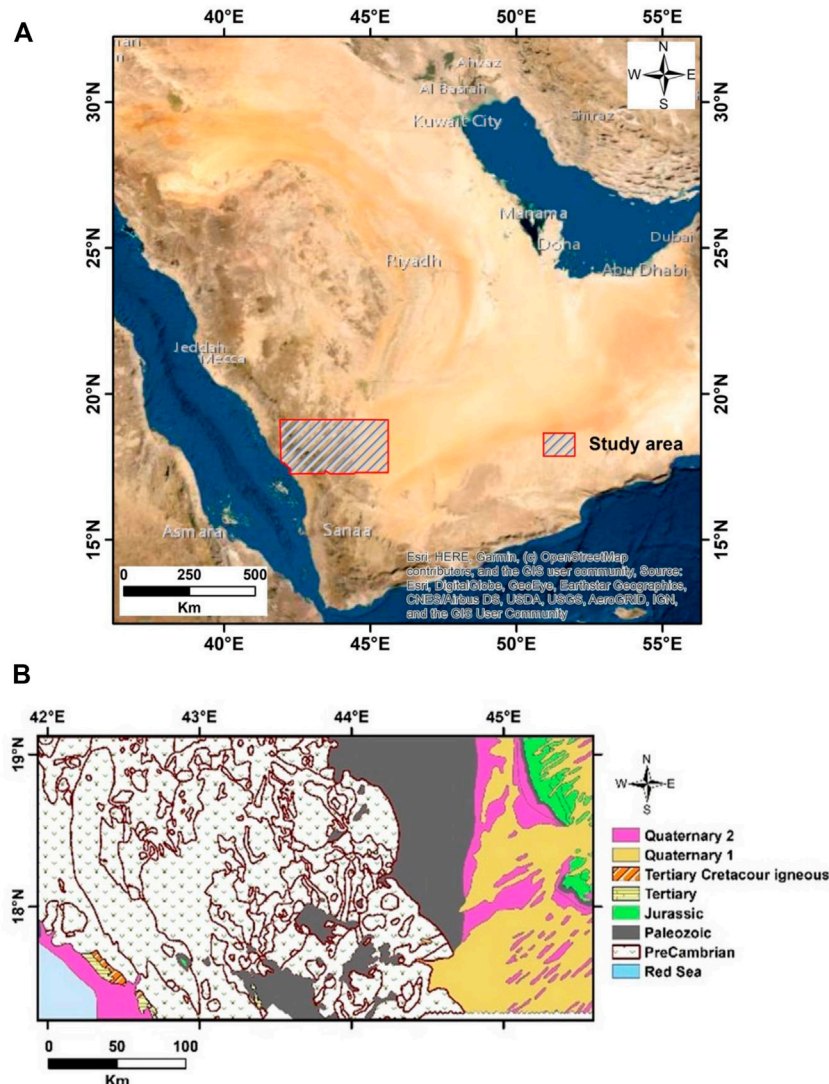 A
40°E 45°E 50°E 55°E
N
W E
S
30°N
25°N
20°N
15°N
30°N
25°N
20°N
15°N
Ahvaz
Al Basrah
Kuwait City
Shiraz
Manama
Doha
Dubai
Abu Dhabi
Riyadh
Jeddah
Mecca
Study area
Asmara
Sanaa
0 250 500
Km
Esri, HERE, Garmin, (c) OpenStreetMap
contributors, and the GIS user community, Source:
Esri, DigitalGlobe, GeoEye, Earthstar Geographics,
CNES/Airbus DS, USDA, USGS, AeroGRID, IGN,
and the GIS User Community
40°E 45°E 50°E 55°E
B
42°E 43°E 44°E 45°E
19°N
18°N
19°N
18°N
N
W E
S
Quaternary 2
Quaternary 1
Tertiary Cretacour igneous
Tertiary
Jurassic
Paleozoic
PreCambrian
Red Sea
0 50 100
Km